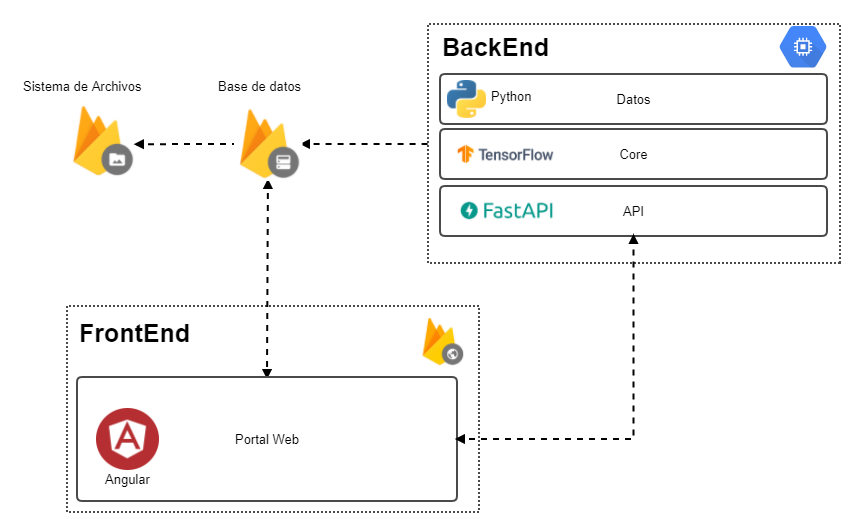 BackEnd
Sistema de Archivos
Base de datos
Python
Datos
TensorFlow
Core
FastAPI
API
FrontEnd
Portal Web
Angular